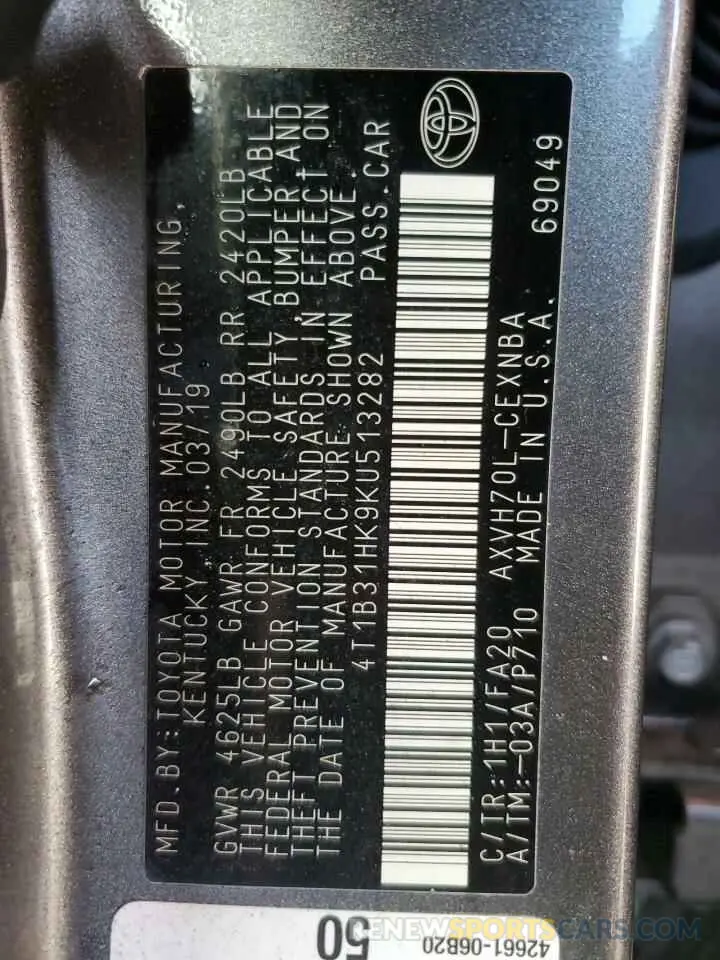 MFD.BY:TOYOTA MOTOR MANUFACTURING,
KENTUCKY, INC. 03/19
GVWR 4625LB GAWR FR 2490LB RR 2420LB
THIS VEHICLE CONFORMS TO ALL APPLICABLE
FEDERAL MOTOR VEHICLE SAFETY,BUMPER,AND
THEFT PREVENTION STANDARDS IN EFFECT ON
THE DATE OF MANUFACTURE SHOWN ABOVE.
4T1B31HK9KU513282 PASS.CAR
C/TR:1H1/FA20 AXVH70L-CEXNBA 69049
A/TM:-03A/P710 MADE IN U.S.A.
50
42661-06B20
RENEWSPORTSCARS.COM